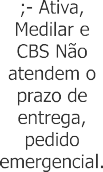 ;- Ativa,
Medilar e
CBS Não
atendem o
prazo de
entrega,
pedido
emergencial.